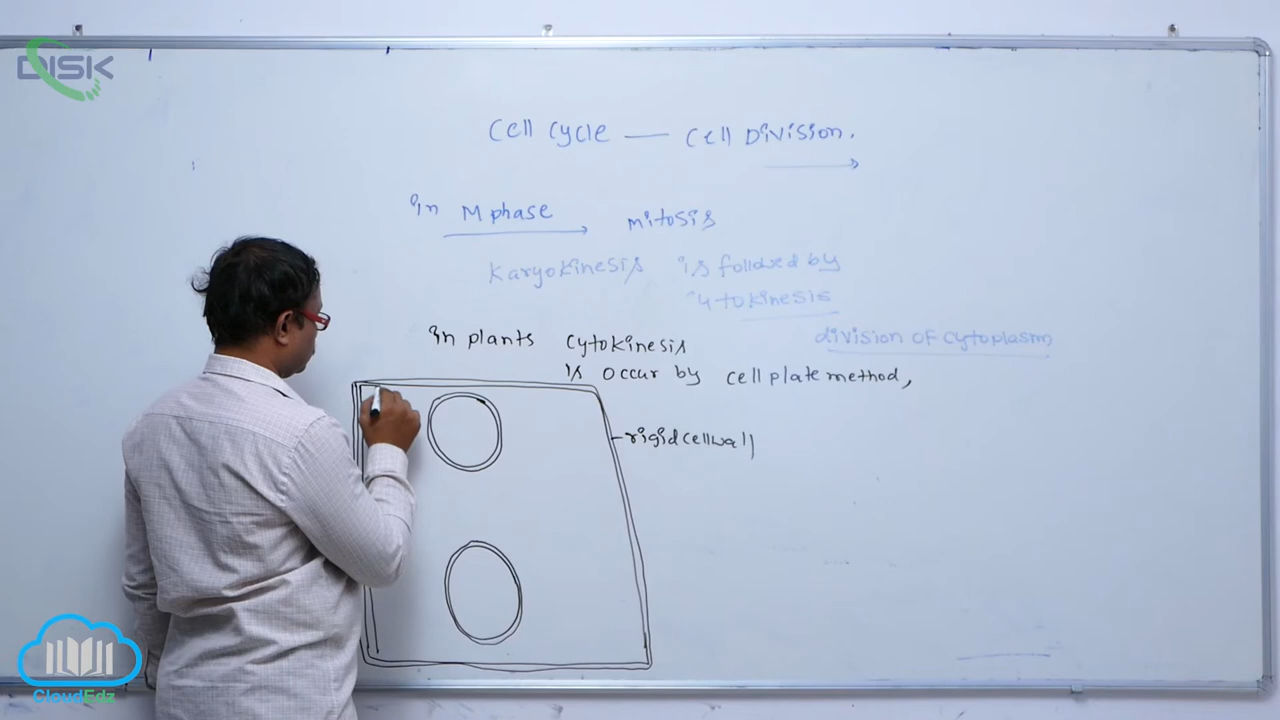 DISK
Cell Cycle — Cell Division.
in M phase mitosis
Karyokinesis is followed by
cytokinesis
in plants cytokinesis division of cytoplasm
is occur by cell plate method,
rigid cell wall
CloudEdz